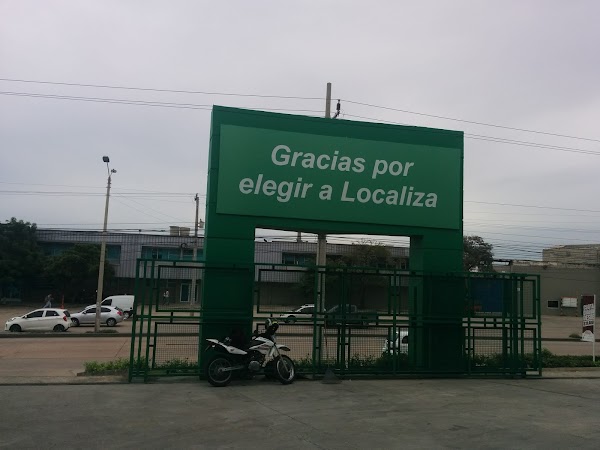 Gracias por
elegir a Localiza